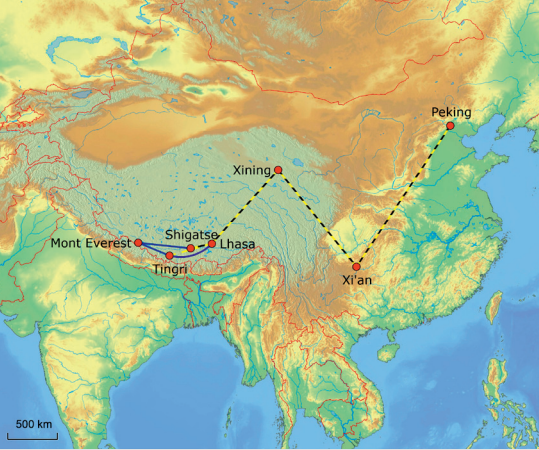 Peking
Xining
Shigatse
Mont Everest
Lhasa
Tingri
Xi'an
500 km